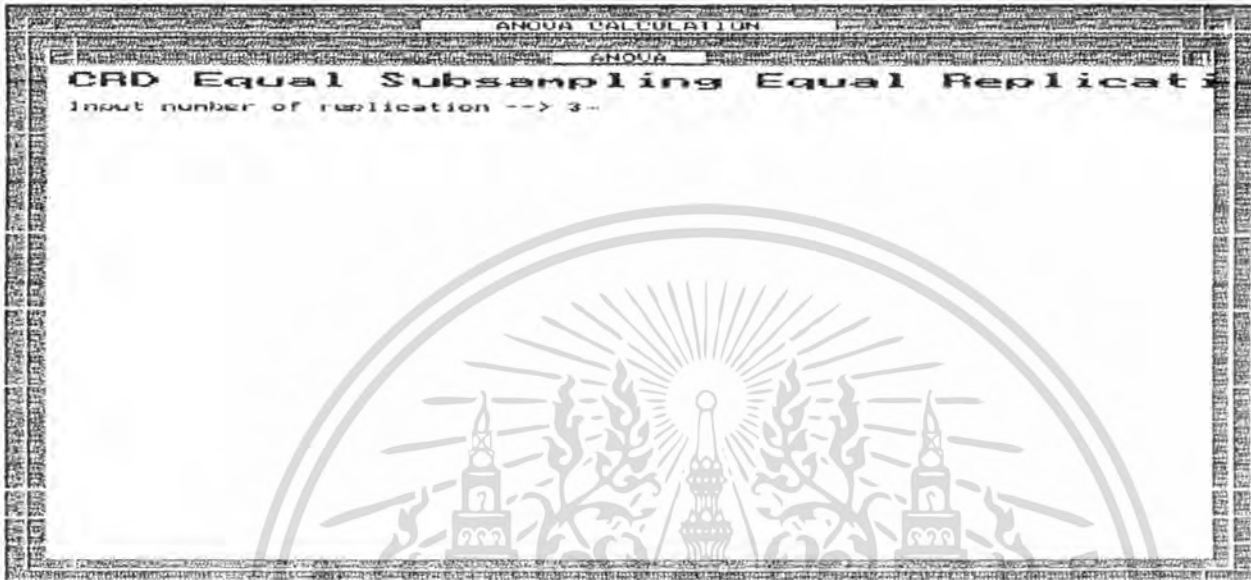 ANOVA CALCULATION
ANOVA
CRD Equal Subsampling Equal Replicati
Input number of replication --> 3